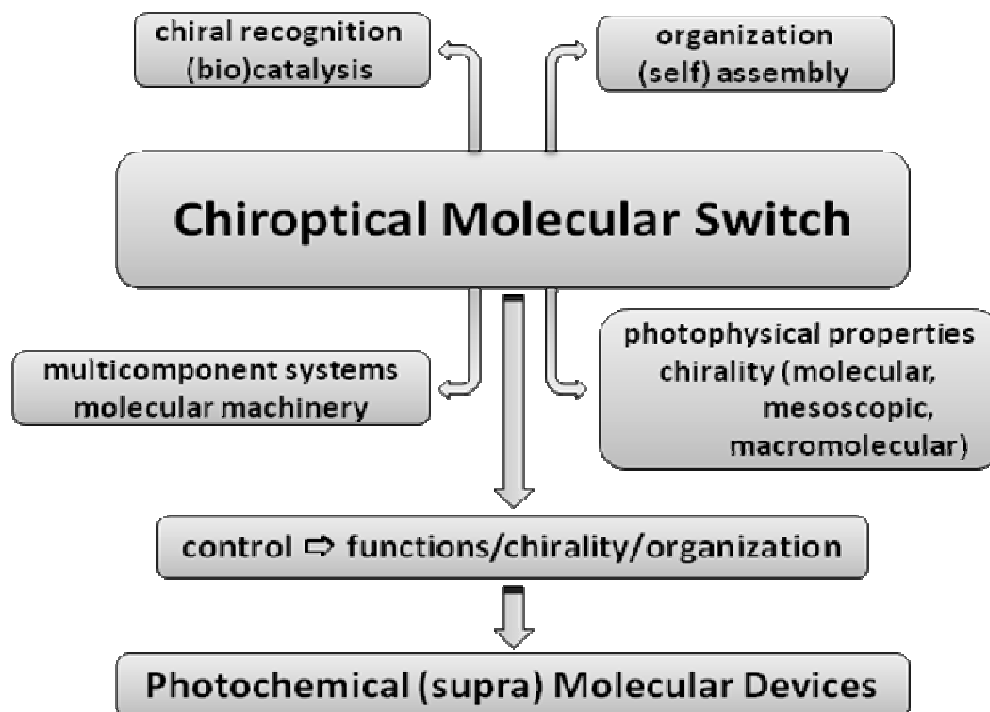 chiral recognition
(bio)catalysis
organization
(self) assembly
Chiroptical Molecular Switch
multicomponent systems
molecular machinery
photophysical properties
chirality (molecular,
mesoscopic,
macromolecular)
control ⇨ functions/chirality/organization
Photochemical (supra) Molecular Devices